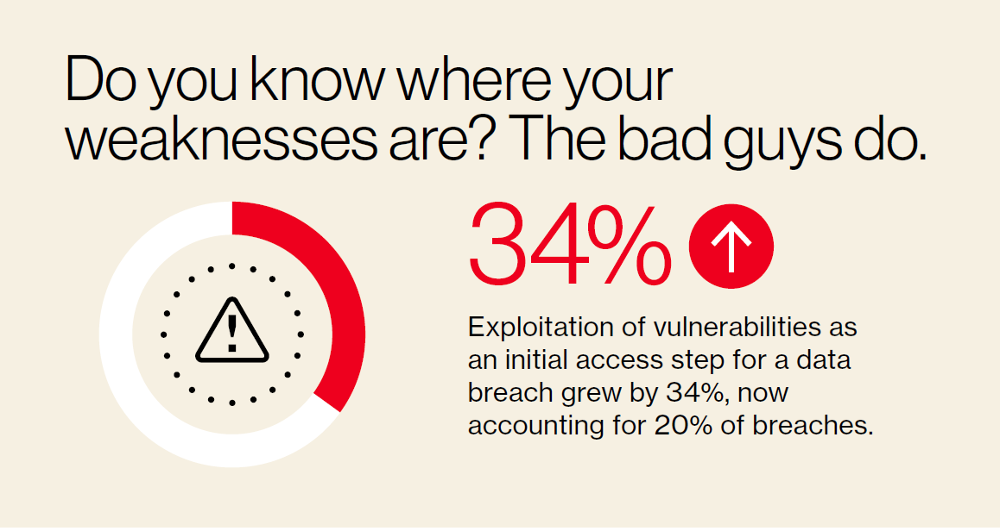 Do you know where your
weaknesses are? The bad guys do.
34%
Exploitation of vulnerabilities as
an initial access step for a data
breach grew by 34%, now
accounting for 20% of breaches.